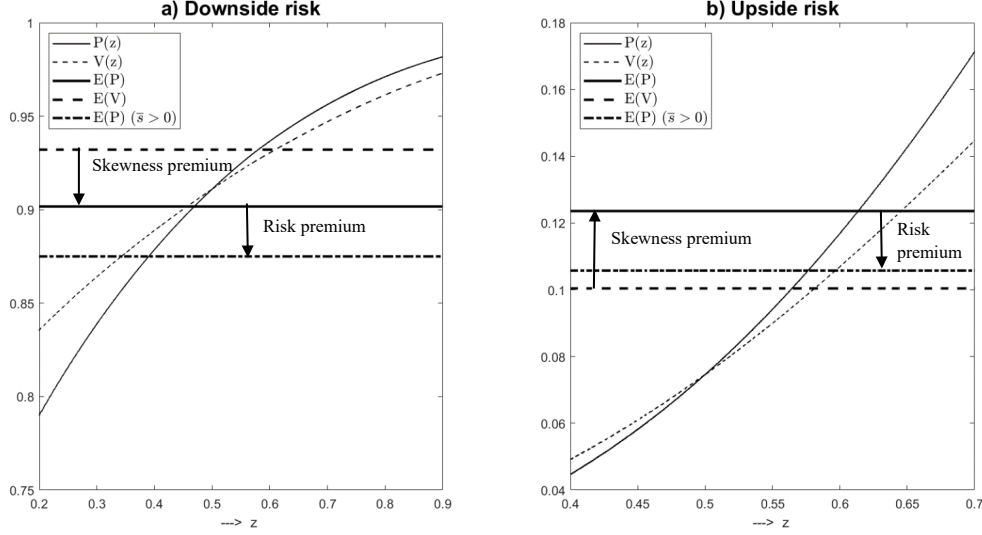 a) Downside risk
1
0.95
0.9
0.85
0.8
0.75
P(z)
V(z)
E(P)
E(V)
E(P) (s̅ > 0)
Skewness premium
Risk premium
0.2 0.3 0.4 0.5 0.6 0.7 0.8 0.9
---> z
b) Upside risk
0.18
0.16
0.14
0.12
0.1
0.08
0.06
0.04
P(z)
V(z)
E(P)
E(V)
E(P) (s̅ > 0)
Skewness premium
Risk
premium
0.4 0.45 0.5 0.55 0.6 0.65 0.7
---> z